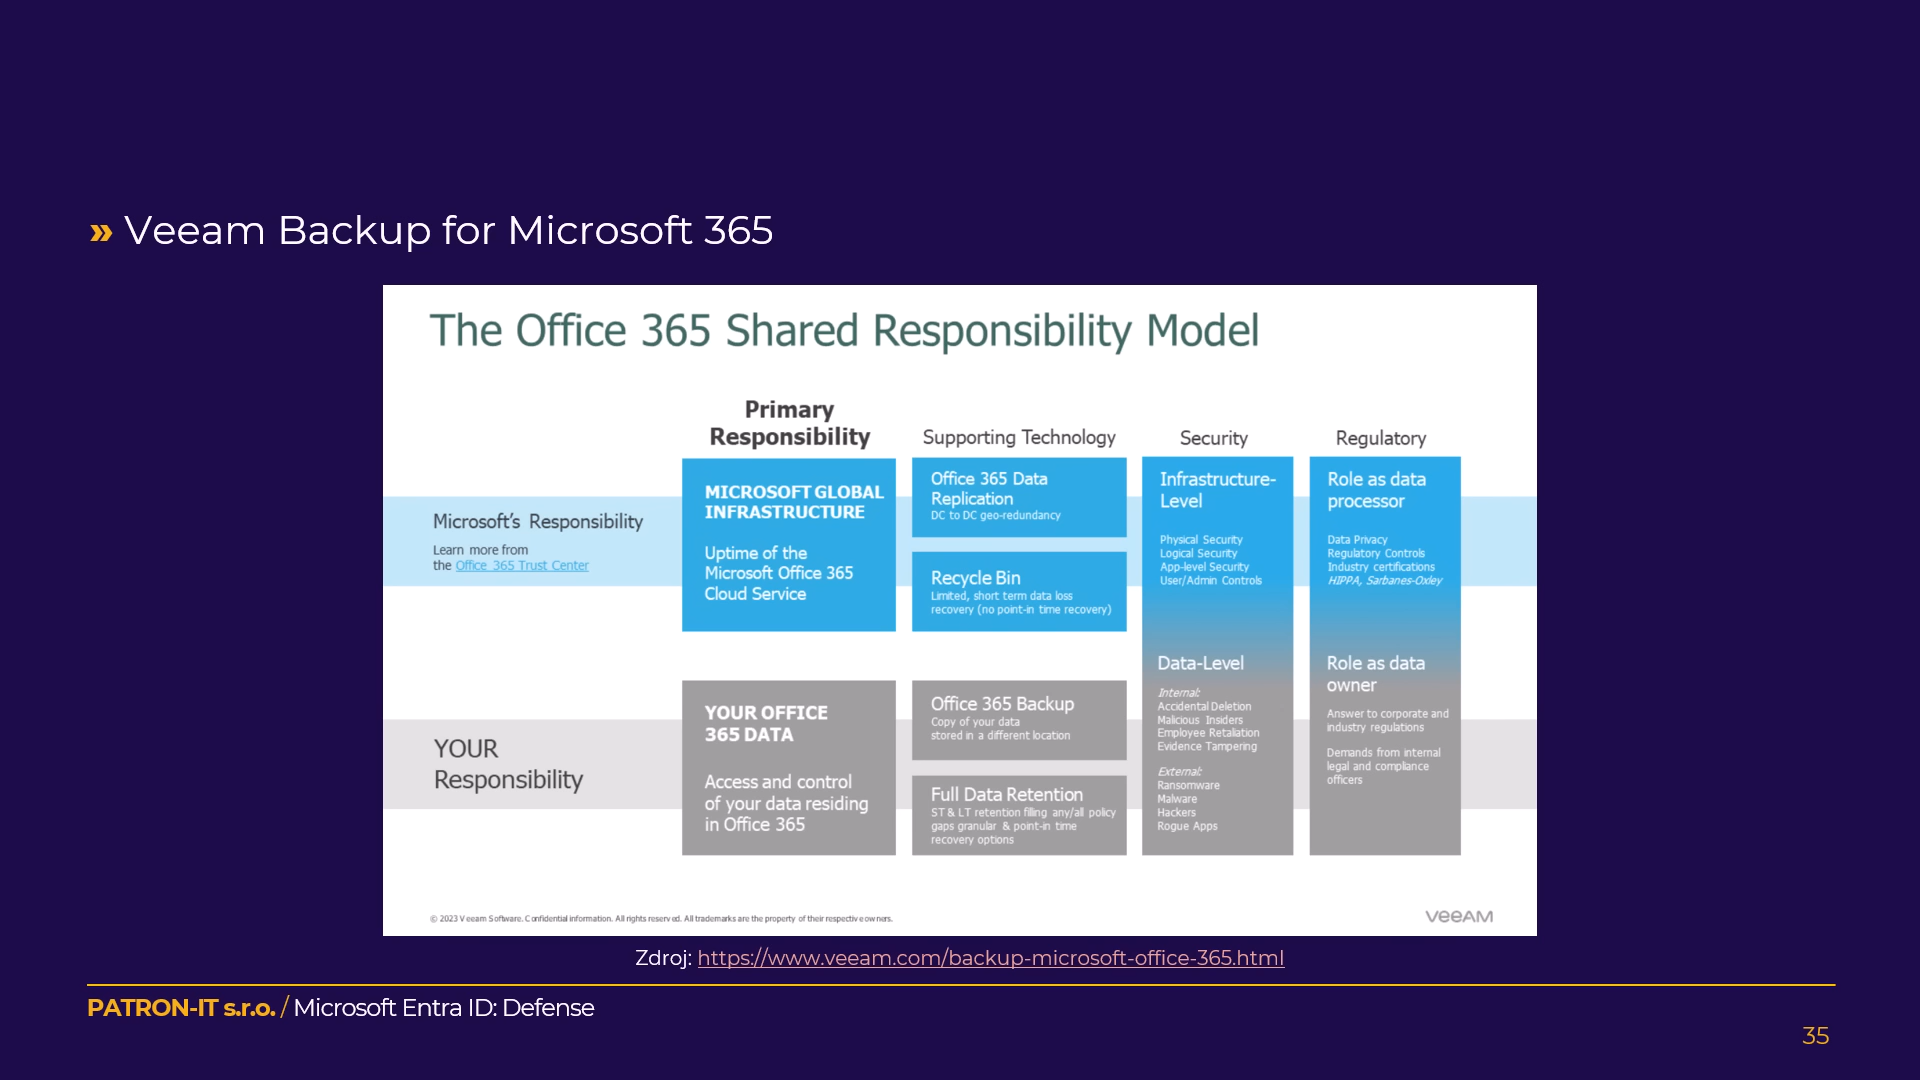 » Veeam Backup for Microsoft 365
The Office 365 Shared Responsibility Model
Primary
Responsibility
Supporting Technology
Security
Regulatory
Microsoft's Responsibility
Learn more from
the Office 365 Trust Center
MICROSOFT GLOBAL
INFRASTRUCTURE
Uptime of the
Microsoft Office 365
Cloud Service
Office 365 Data
Replication
DC to DC geo-redundancy
Recycle Bin
Limited, short term data loss
recovery (no point-in time recovery)
Infrastructure-
Level
Physical Security
Logical Security
App-level Security
User/Admin Controls
Role as data
processor
Data Privacy
Regulatory Controls
Industry certifications
HIPPA, Sarbanes-Oxley
YOUR
Responsibility
YOUR OFFICE
365 DATA
Access and control
of your data residing
in Office 365
Office 365 Backup
Copy of your data
stored in a different location
Full Data Retention
ST & LT retention filling any/all policy
gaps granular & point-in time
recovery options
Data-Level
Internal:
Accidental Deletion
Malicious Insiders
Employee Retaliation
Evidence Tampering
External:
Ransomware
Malware
Hackers
Rogue Apps
Role as data
owner
Answer to corporate and
industry regulations
Demands from internal
legal and compliance
officers
© 2023 Veeam Software. Confidential information. All rights reserved. All trademarks are the property of their respective owners.
veeAM
Zdroj: https://www.veeam.com/backup-microsoft-office-365.html
PATRON-IT s.r.o. / Microsoft Entra ID: Defense
35